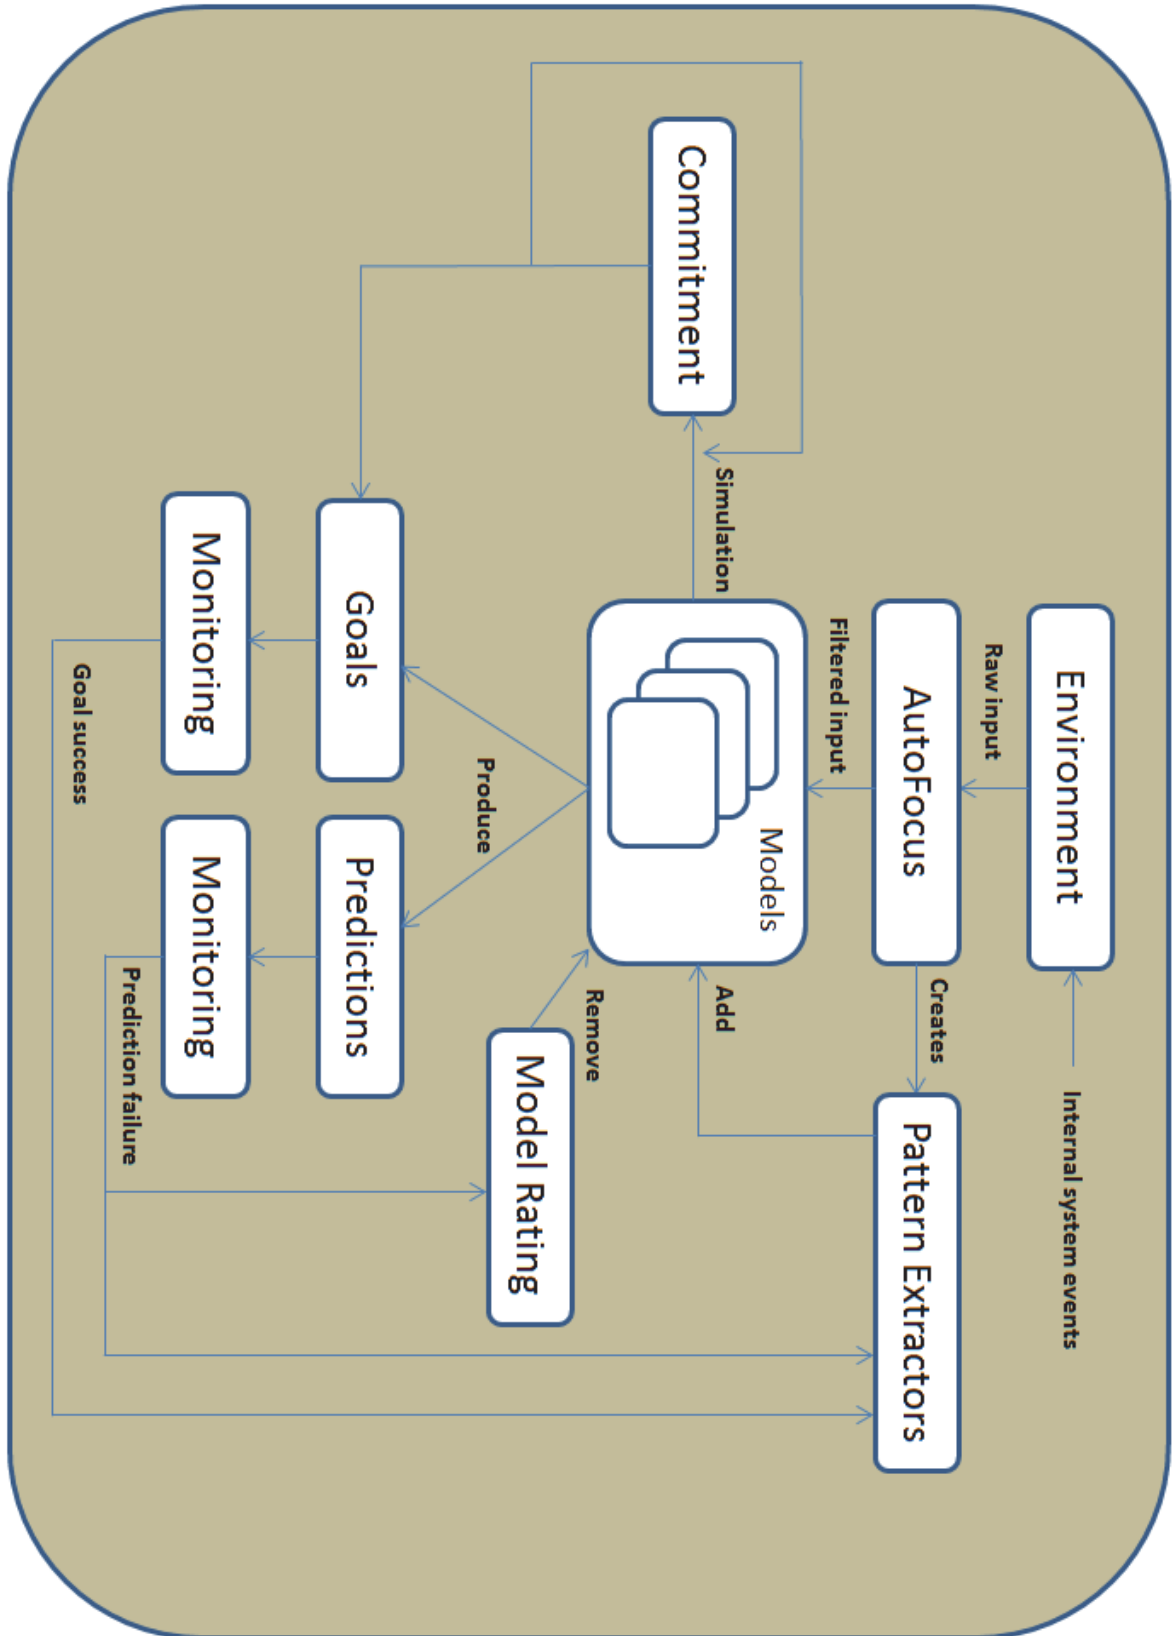 Environment
Internal system events
Raw input
AutoFocus
Creates
Pattern Extractors
Filtered input
Models
Add
Simulation
Commitment
Remove
Model Rating
Produce
Goals
Predictions
Monitoring
Monitoring
Prediction failure
Goal success